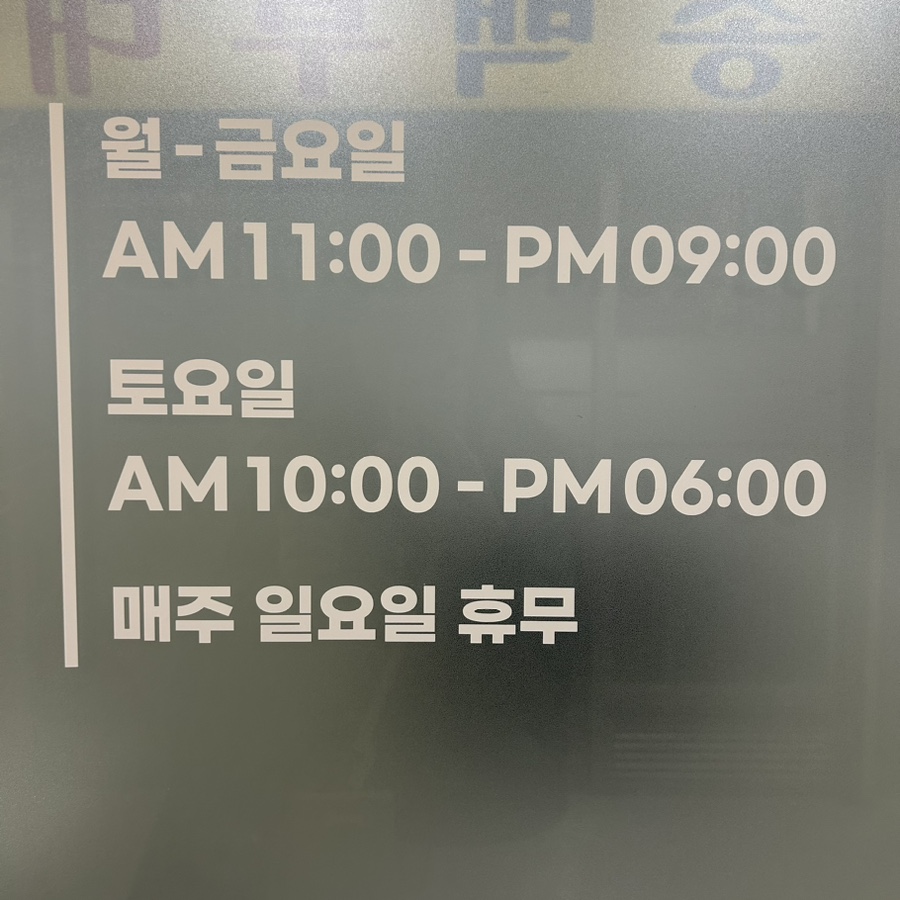 월-금요일
AM 11:00 - PM 09:00
토요일
AM 10:00 - PM 06:00
매주 일요일 휴무